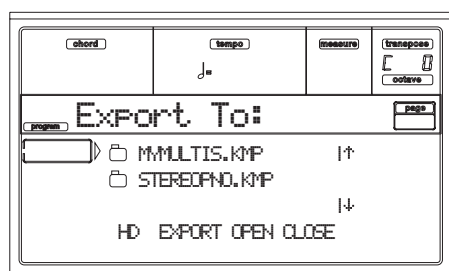 chord tempo measure transpose
♩=
C 0
octave
program Export To: page
MYMULTIS.KMP
STEREOPNO.KMP
HD EXPORT OPEN CLOSE